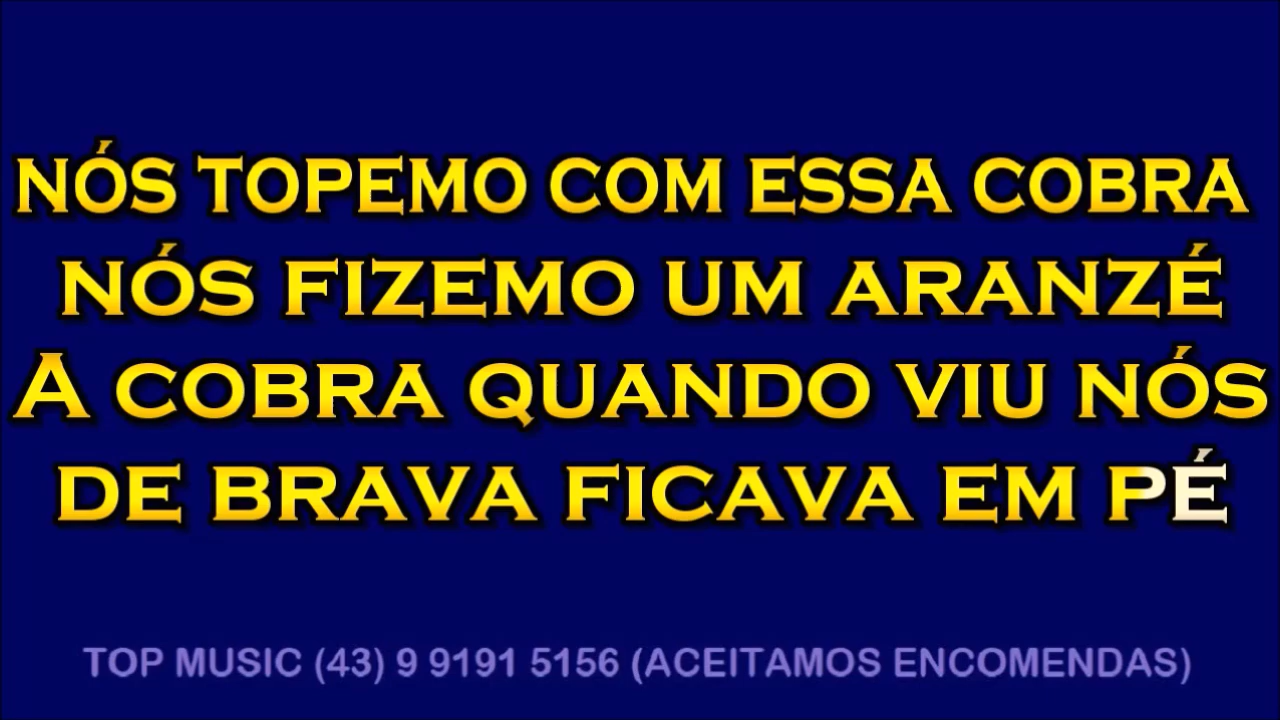 NÓS TOPEMO COM ESSA COBRA
NÓS FIZEMO UM ARANZÉ
A COBRA QUANDO VIU NÓS
DE BRAVA FICAVA EM PÉ
TOP MUSIC (43) 9 9191 5156 (ACEITAMOS ENCOMENDAS)